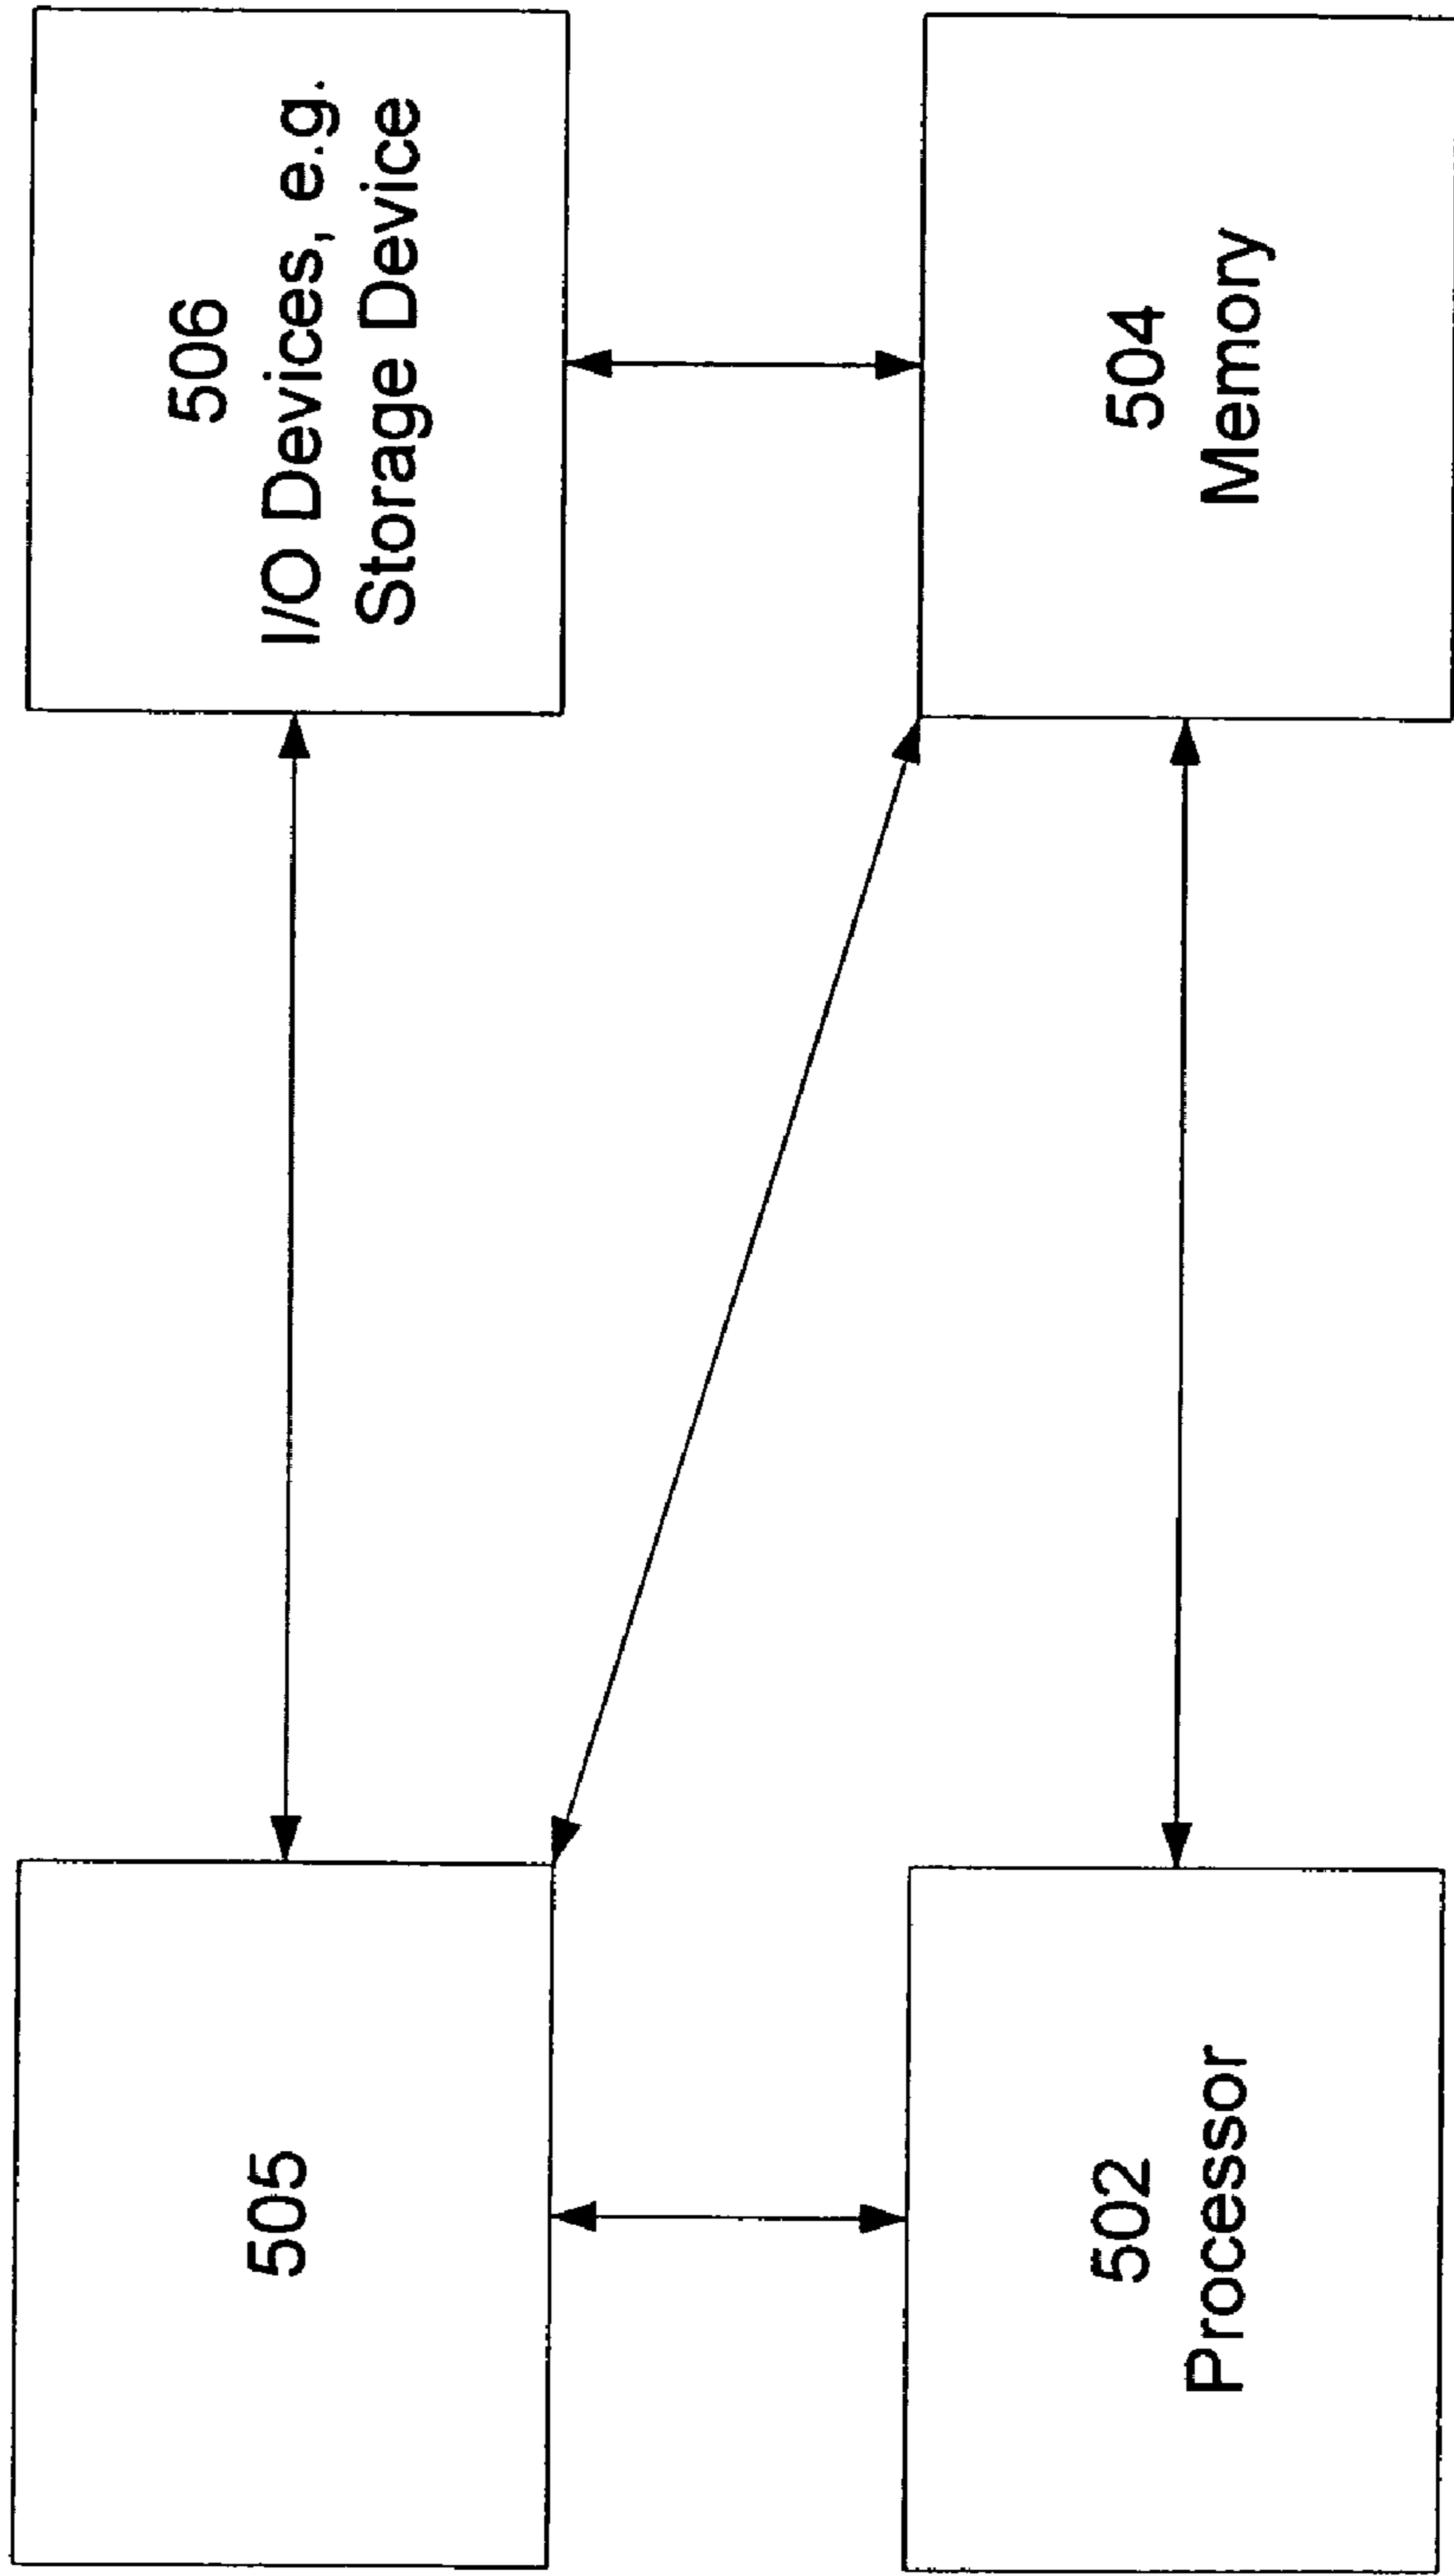 505
506
I/O Devices, e.g.
Storage Device
502
Processor
504
Memory